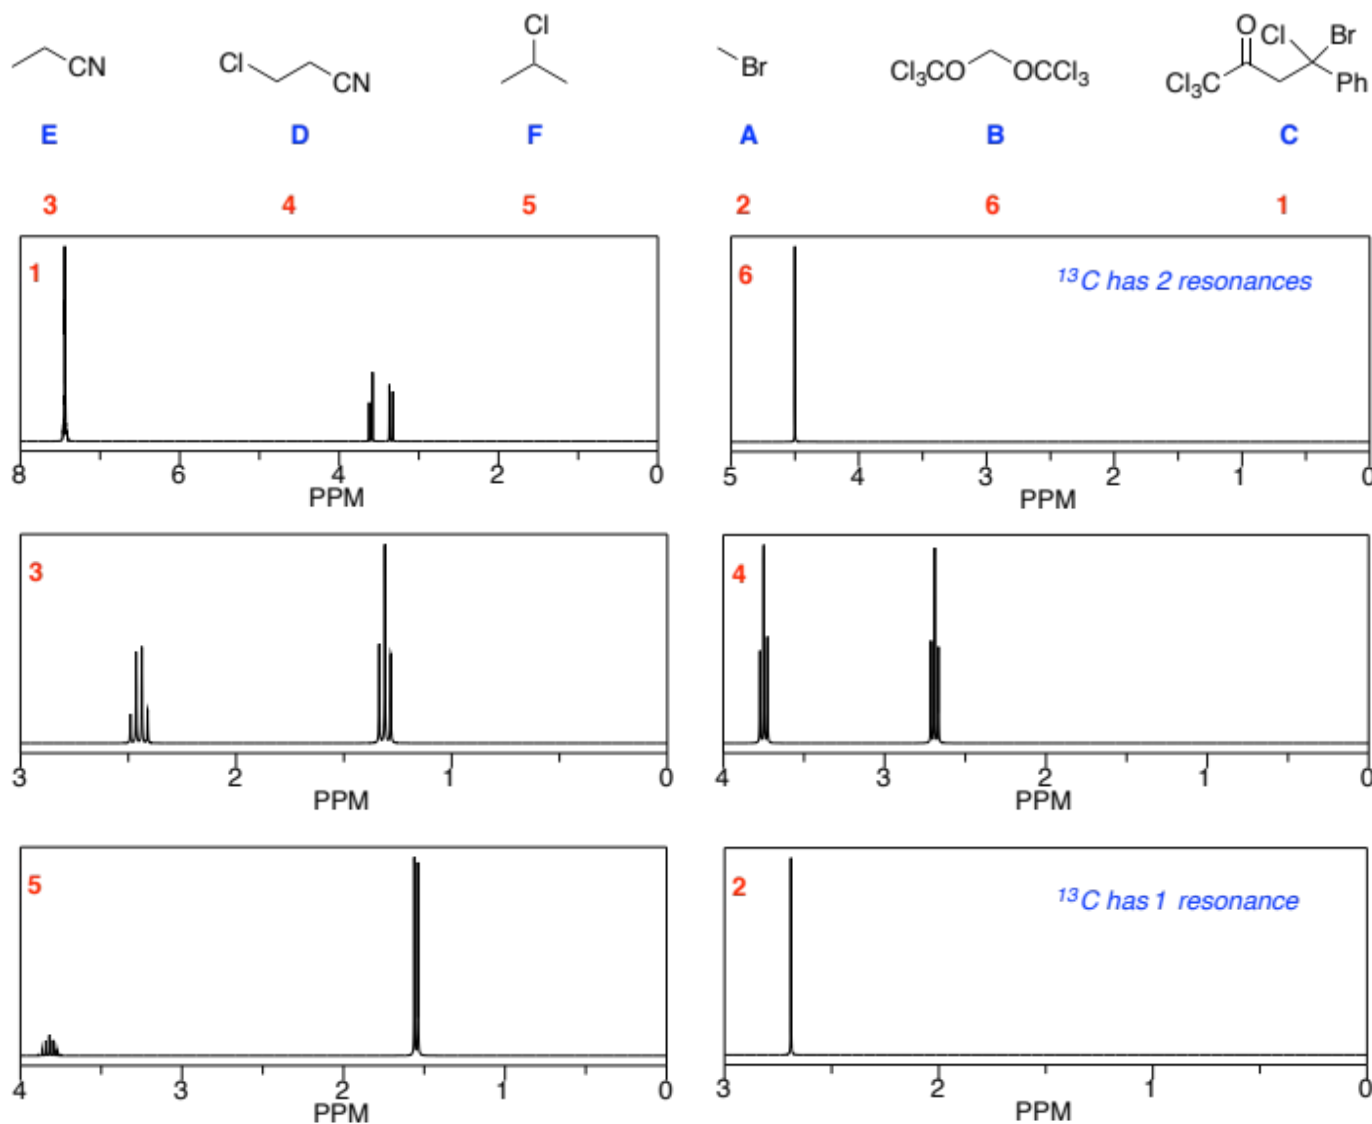 Cl O Cl Br
CN Cl CN Br Cl3CO OCCl3 Cl3C Ph
E D F A B C
3 4 5 2 6 1
1 6 13C has 2 resonances
8 6 4 2 0 5 4 3 2 1 0
PPM PPM
3 4
3 2 1 0 4 3 2 1 0
PPM PPM
5 2 13C has 1 resonance
4 3 2 1 0 3 2 1 0
PPM PPM